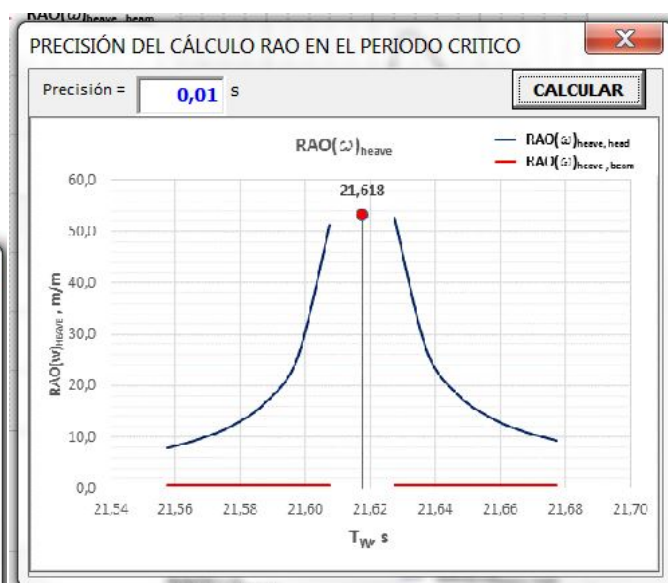 RAO(ω)heave, beam
PRECISIÓN DEL CÁLCULO RAO EN EL PERIODO CRITICO
X
Precisión = 0,01 s CALCULAR
RAO(ω)heave
RAO(ω)heave, head
RAO(ω)heave, beam
60,0
21,618
50,0
40,0
30,0
20,0
10,0
0,0
RAO(w)HEAVE, m/m
21,54 21,56 21,58 21,60 21,62 21,64 21,66 21,68 21,70
TW, s